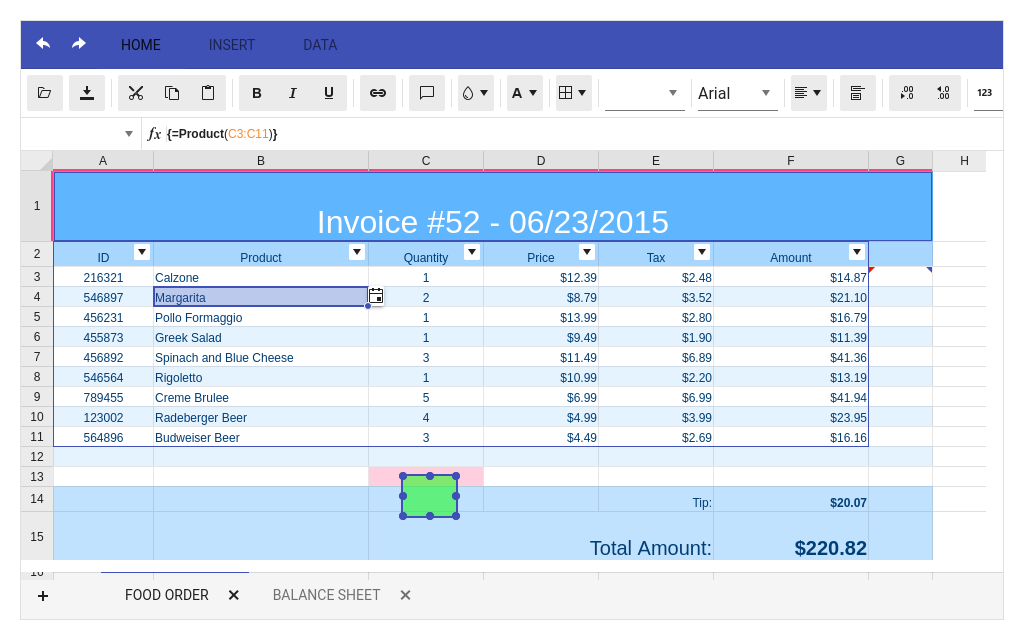 HOME INSERT DATA
B I U A Arial .00 .00 123
fx {=Product(C3:C11)}
A B C D E F G H
1 Invoice #52 - 06/23/2015
2 ID Product Quantity Price Tax Amount
3 216321 Calzone 1 $12.39 $2.48 $14.87
4 546897 Margarita 2 $8.79 $3.52 $21.10
5 456231 Pollo Formaggio 1 $13.99 $2.80 $16.79
6 455873 Greek Salad 1 $9.49 $1.90 $11.39
7 456892 Spinach and Blue Cheese 3 $11.49 $6.89 $41.36
8 546564 Rigoletto 1 $10.99 $2.20 $13.19
9 789455 Creme Brulee 5 $6.99 $6.99 $41.94
10 123002 Radeberger Beer 4 $4.99 $3.99 $23.95
11 564896 Budweiser Beer 3 $4.49 $2.69 $16.16
12
13
14 Tip: $20.07
15 Total Amount: $220.82
16
+ FOOD ORDER × BALANCE SHEET ×